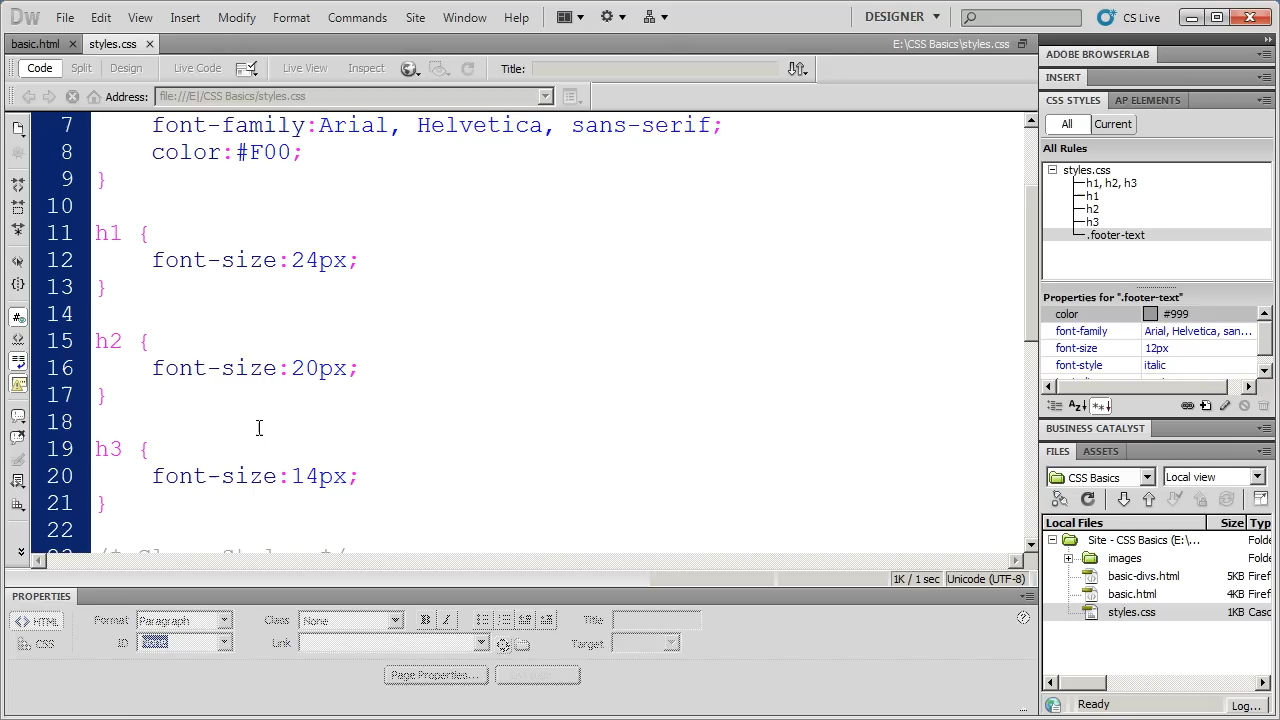 Dw File Edit View Insert Modify Format Commands Site Window Help DESIGNER CS Live
basic.html styles.css E:\CSS Basics\styles.css
Code Split Design Live Code Live View Inspect Title:
Address: file:///E|/CSS Basics/styles.css
7 font-family:Arial, Helvetica, sans-serif;
8 color:#F00;
9 }
10
11 h1 {
12 font-size:24px;
13 }
14
15 h2 {
16 font-size:20px;
17 }
18
19 h3 {
20 font-size:14px;
21 }
22
1K / 1 sec Unicode (UTF-8)
PROPERTIES
HTML Format Paragraph Class None B I Title
CSS ID Link Target
Page Properties...
ADOBE BROWSERLAB
INSERT
CSS STYLES AP ELEMENTS
All Current
All Rules
styles.css
h1, h2, h3
h1
h2
h3
.footer-text
Properties for ".footer-text"
color #999
font-family Arial, Helvetica, san...
font-size 12px
font-style italic
BUSINESS CATALYST
FILES ASSETS
CSS Basics Local view
Local Files Size Typ
Site - CSS Basics (E:\... Folde
images Folde
basic-divs.html 5KB Firef
basic.html 4KB Firef
styles.css 1KB Casc
Ready Log...